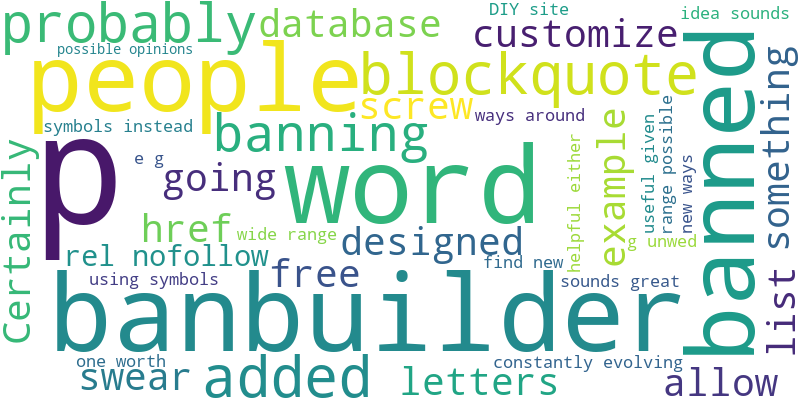 probably
database
DIY site
idea sounds
possible opinions
customize
people
blockquote
banned
something
screw
ways around
symbols instead
banning
word
example
useful given
range possible
new ways
p
e g
going
helpful either
Certainly
href
wide range
designed
g unwed
rel nofollow
find new
free
using symbols
sounds great
list
banbuilder
one worth
constantly evolving
swear
added
letters
allow